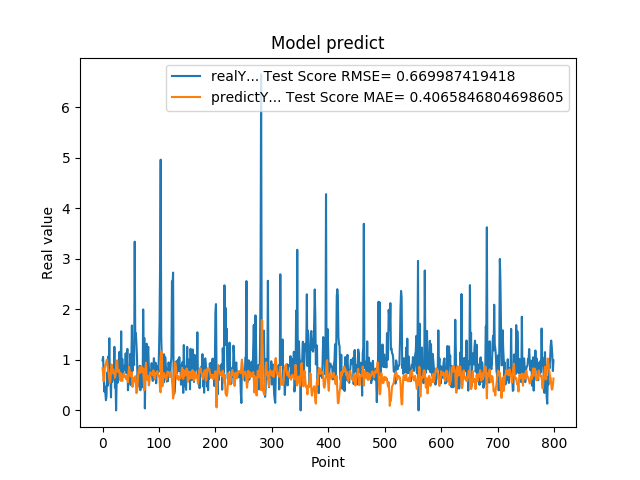 Model predict
realY... Test Score RMSE= 0.669987419418
predictY... Test Score MAE= 0.4065846804698605
Real value
6
5
4
3
2
1
0
0 100 200 300 400 500 600 700 800
Point